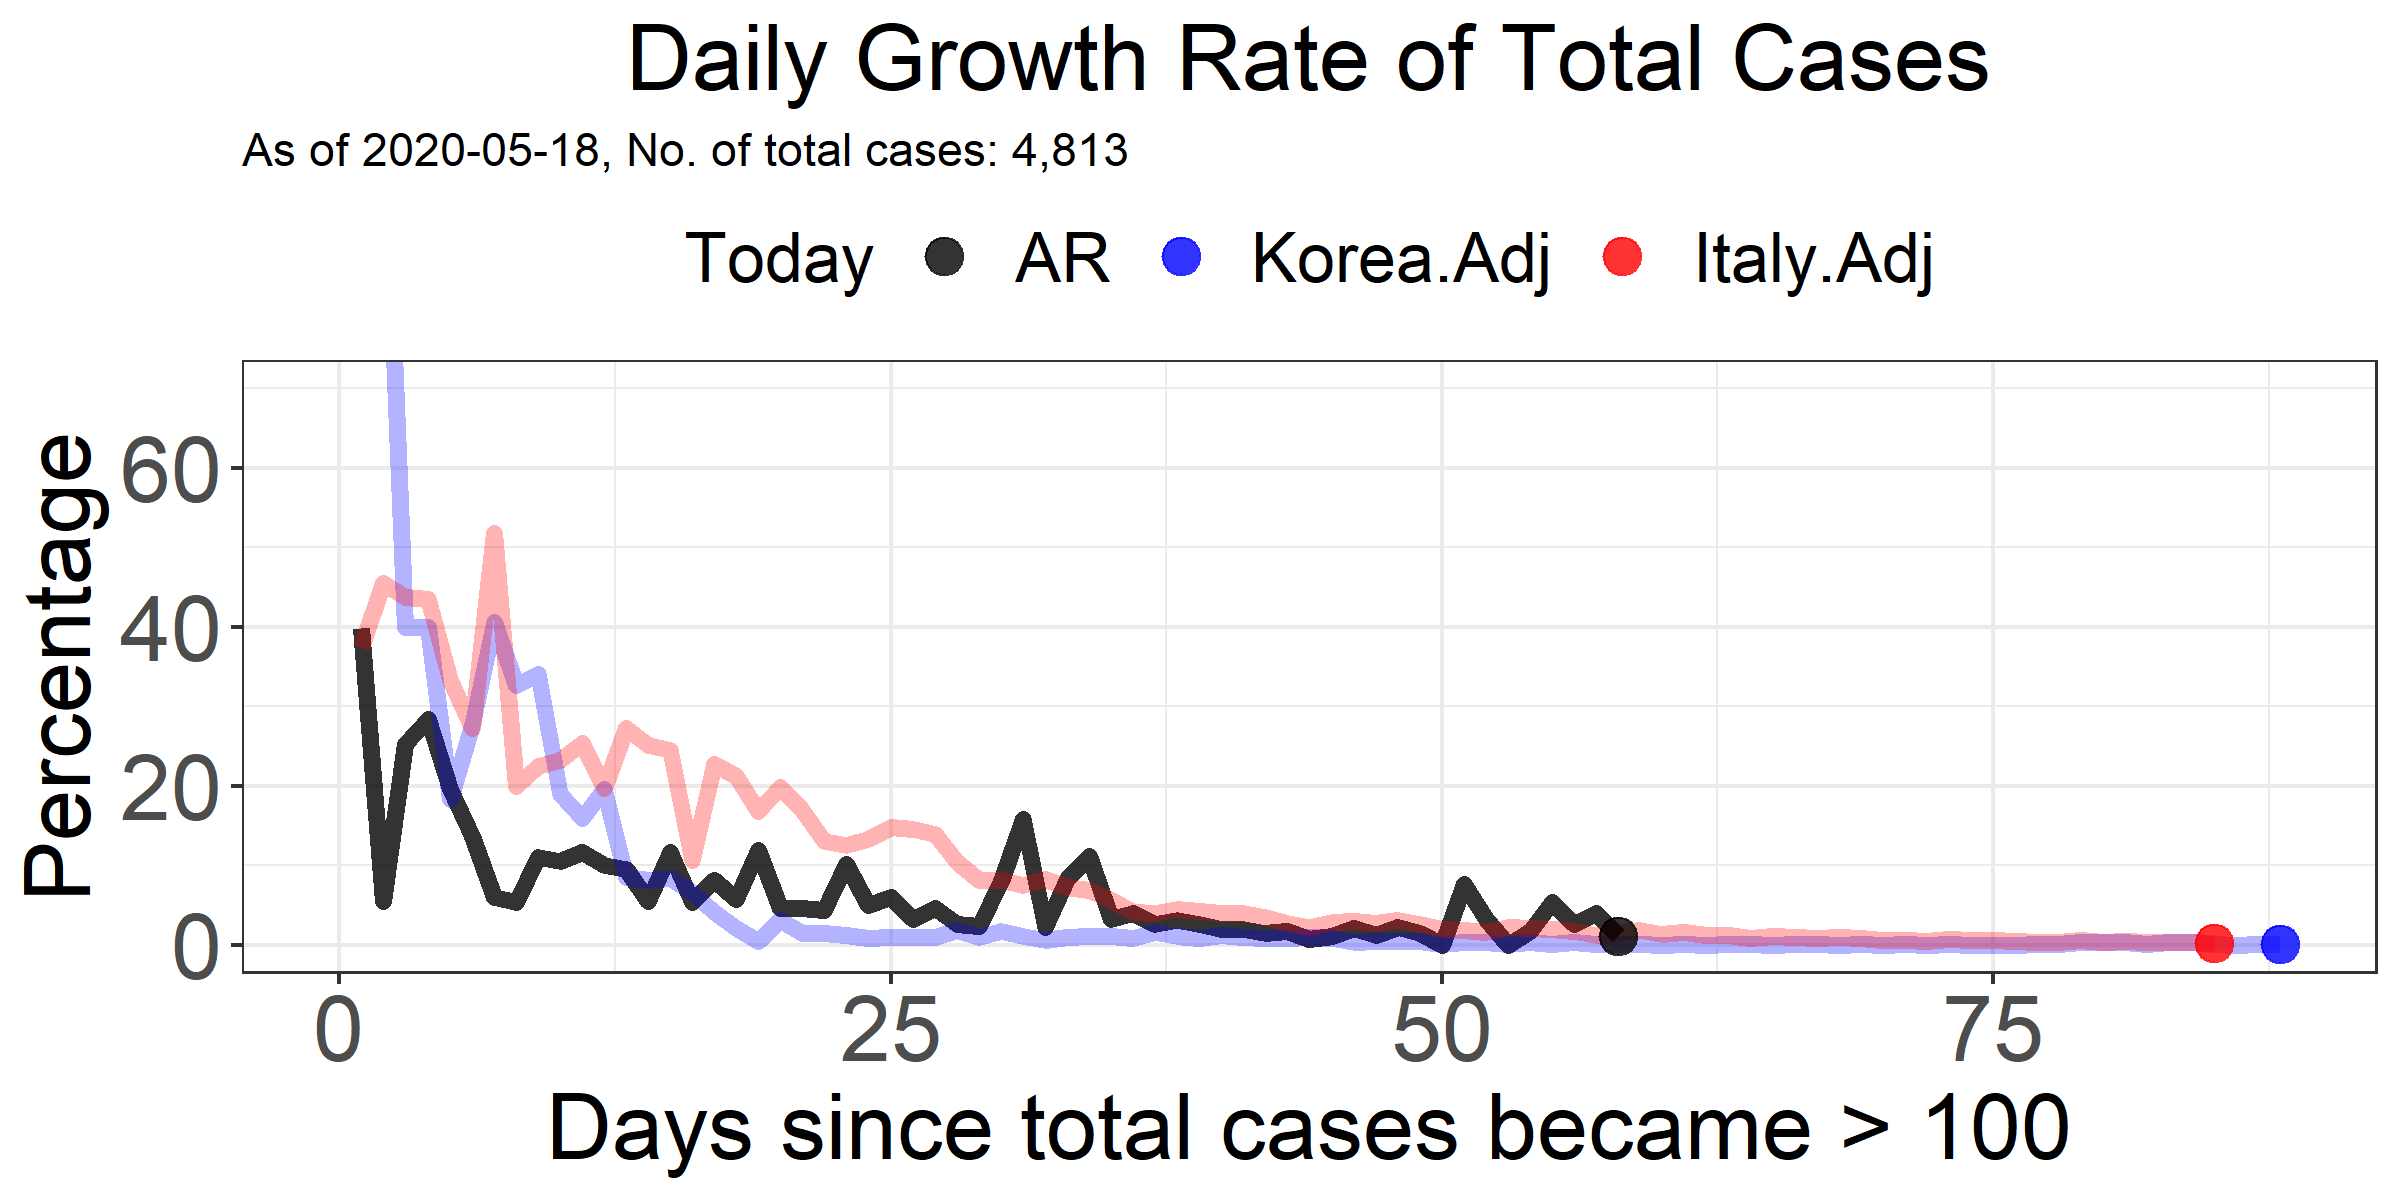 Daily Growth Rate of Total Cases
As of 2020-05-18, No. of total cases: 4,813
Today AR Korea.Adj Italy.Adj
Percentage
60
40
20
0
0 25 50 75
Days since total cases became > 100